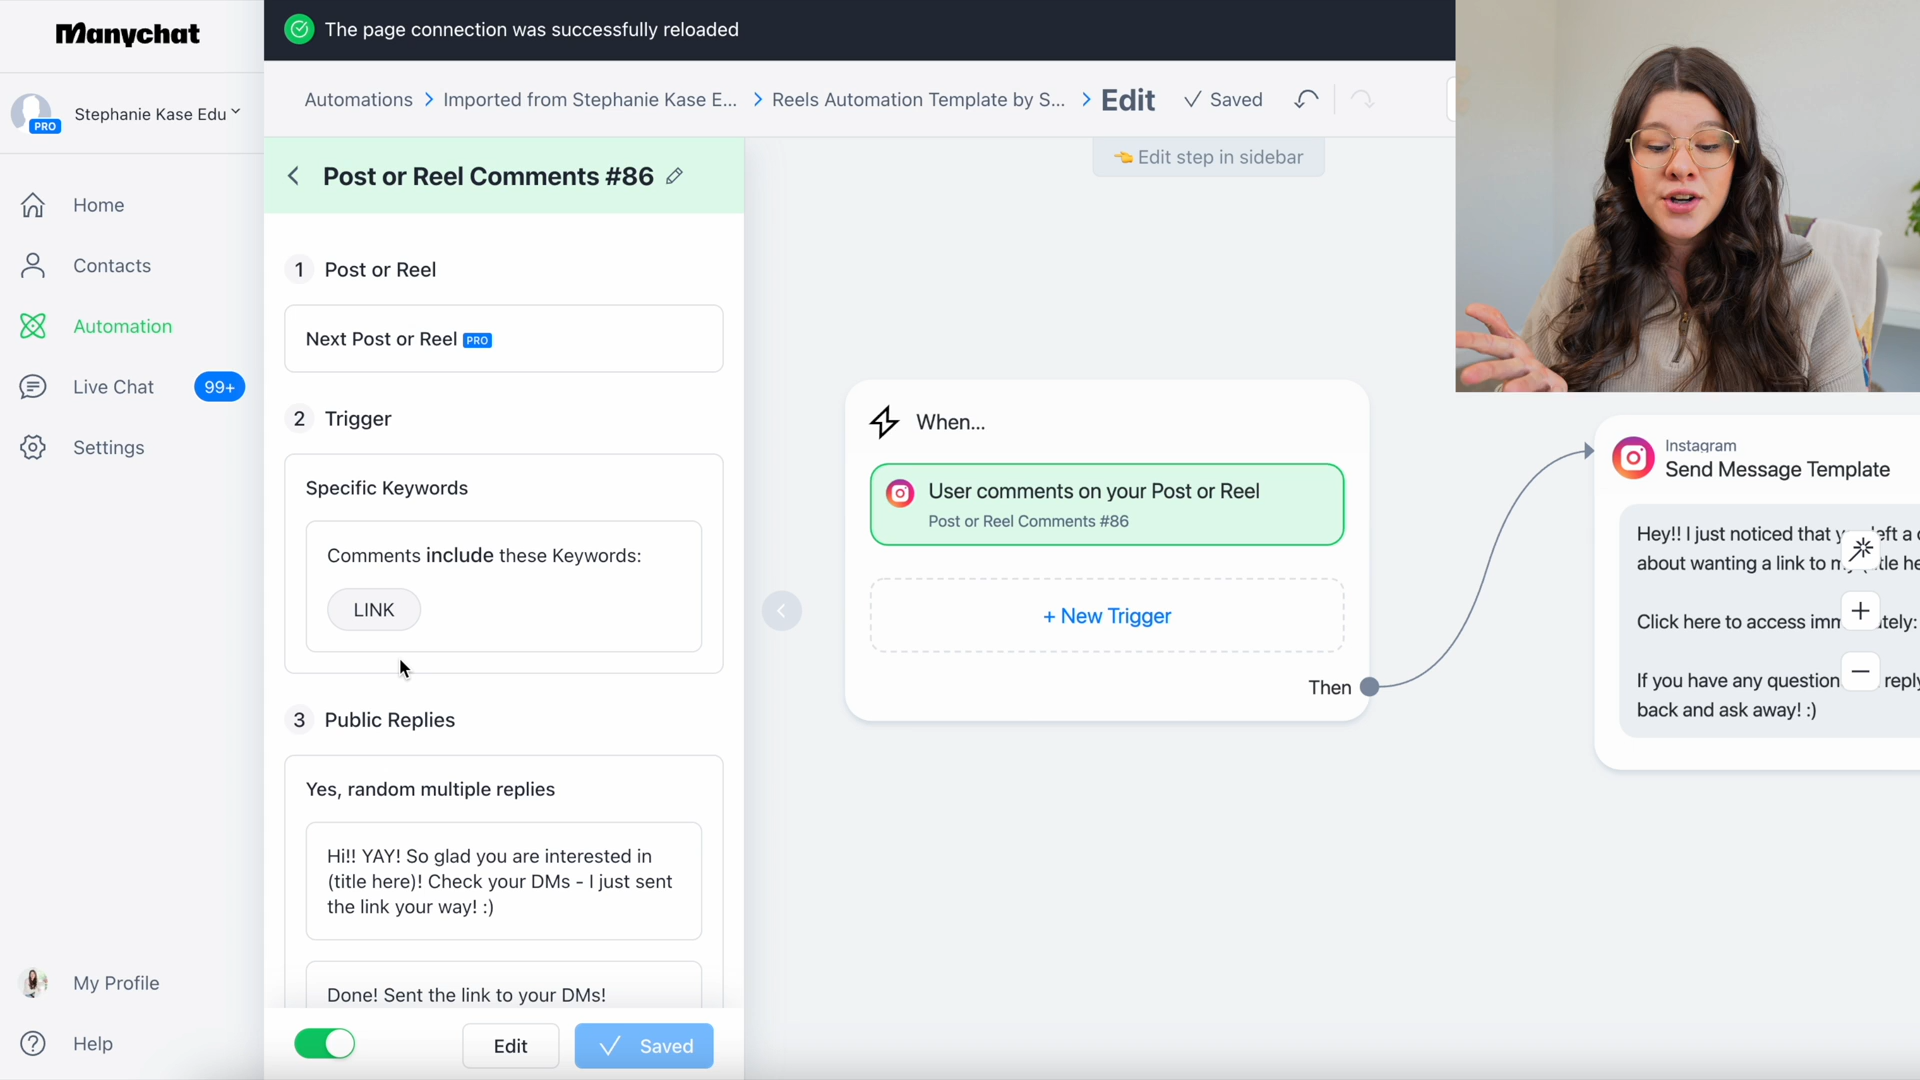 Manychat
The page connection was successfully reloaded
PRO
Stephanie Kase Edu
Automations > Imported from Stephanie Kase E... > Reels Automation Template by S... > Edit
Saved
Home
Contacts
Automation
Live Chat 99+
Settings
My Profile
Help
Post or Reel Comments #86
1 Post or Reel
Next Post or Reel PRO
2 Trigger
Specific Keywords
Comments include these Keywords:
LINK
3 Public Replies
Yes, random multiple replies
Hi!! YAY! So glad you are interested in
(title here)! Check your DMs - I just sent
the link your way! :)
Done! Sent the link to your DMs!
Edit
Saved
👈 Edit step in sidebar
When...
User comments on your Post or Reel
Post or Reel Comments #86
+ New Trigger
Then
Instagram
Send Message Template
Hey!! I just noticed that left a
about wanting a link to
Click here to access
If you have any question reply
back and ask away! :)